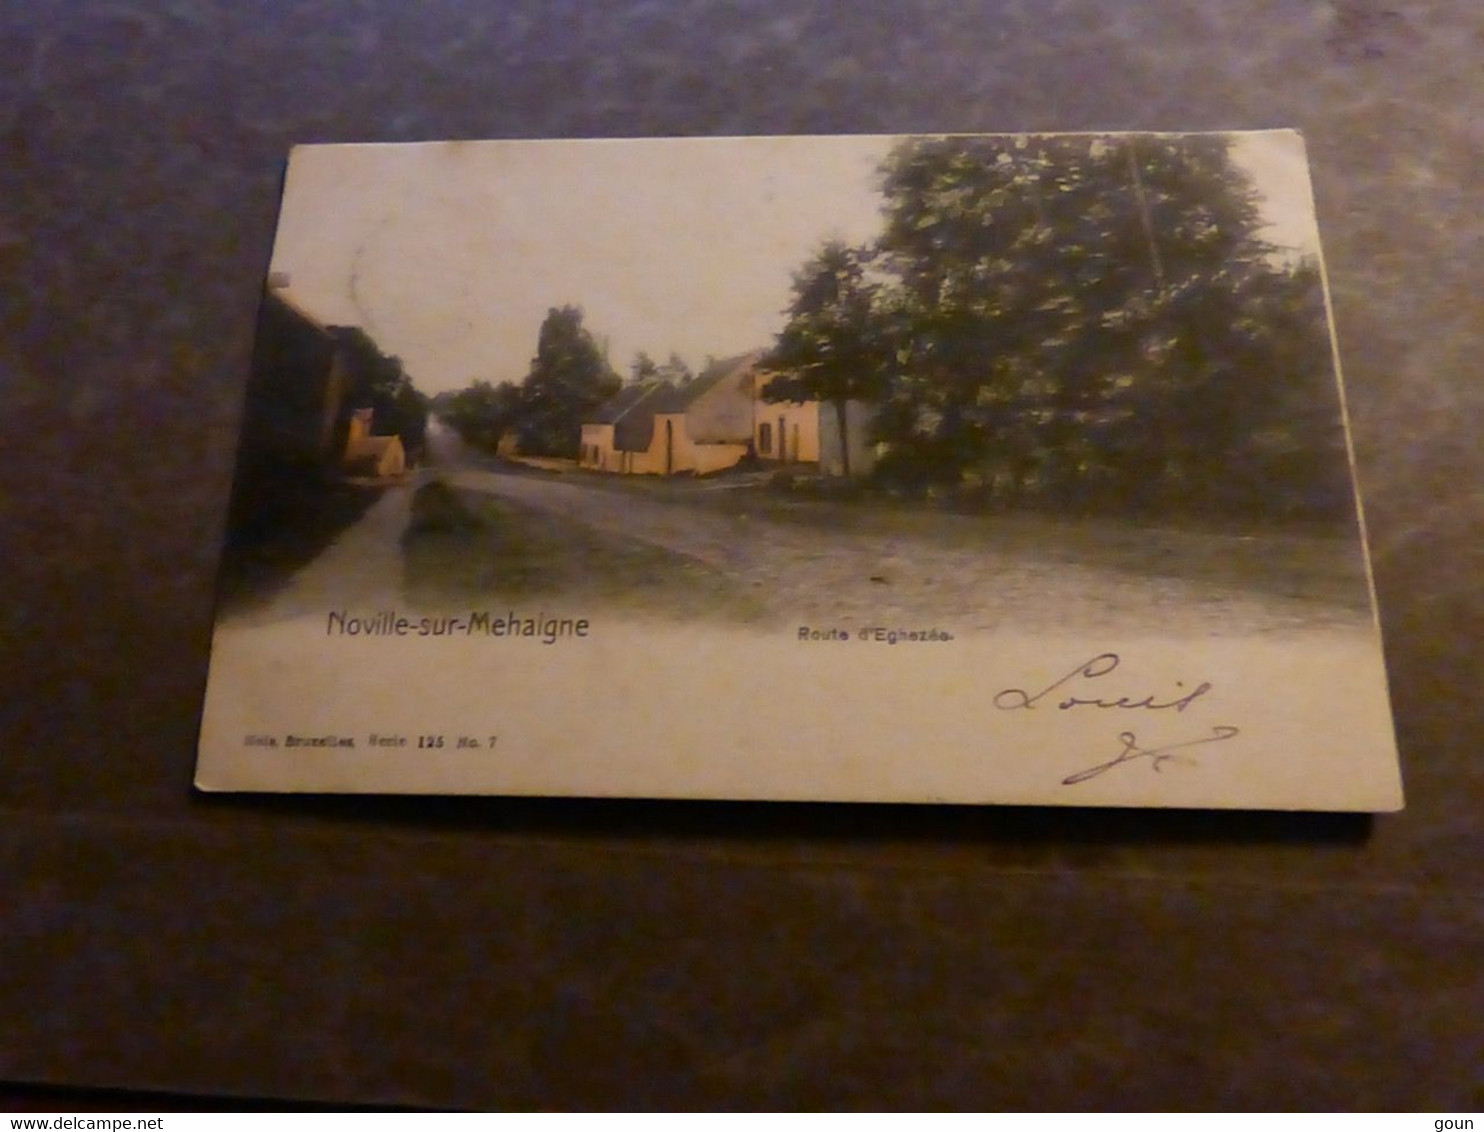 Noville-sur-Mehaigne
Route d'Eghezée.
Louis
Nels, Bruxelles, Serie 125 No. 7
www.delcampe.net
goun